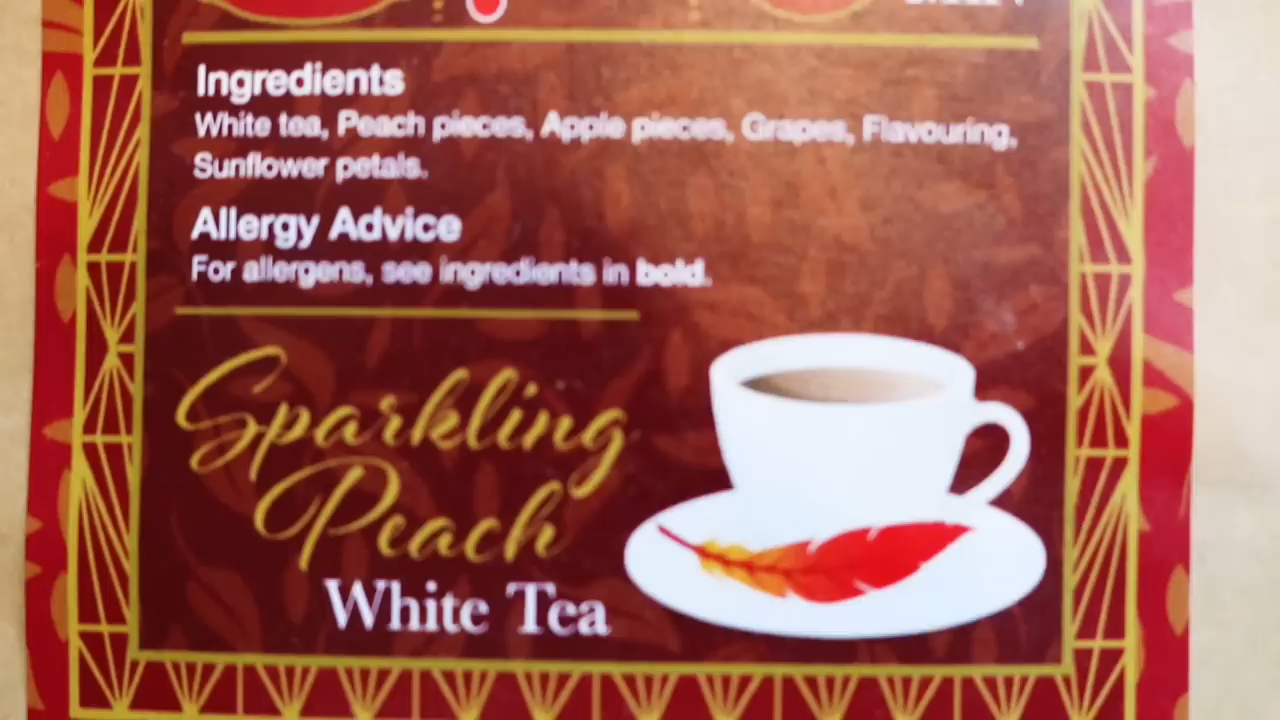 Ingredients
White tea, Peach pieces, Apple pieces, Grapes, Flavouring,
Sunflower petals.
Allergy Advice
For allergens, see ingredients in bold.
Sparkling
Peach
White Tea